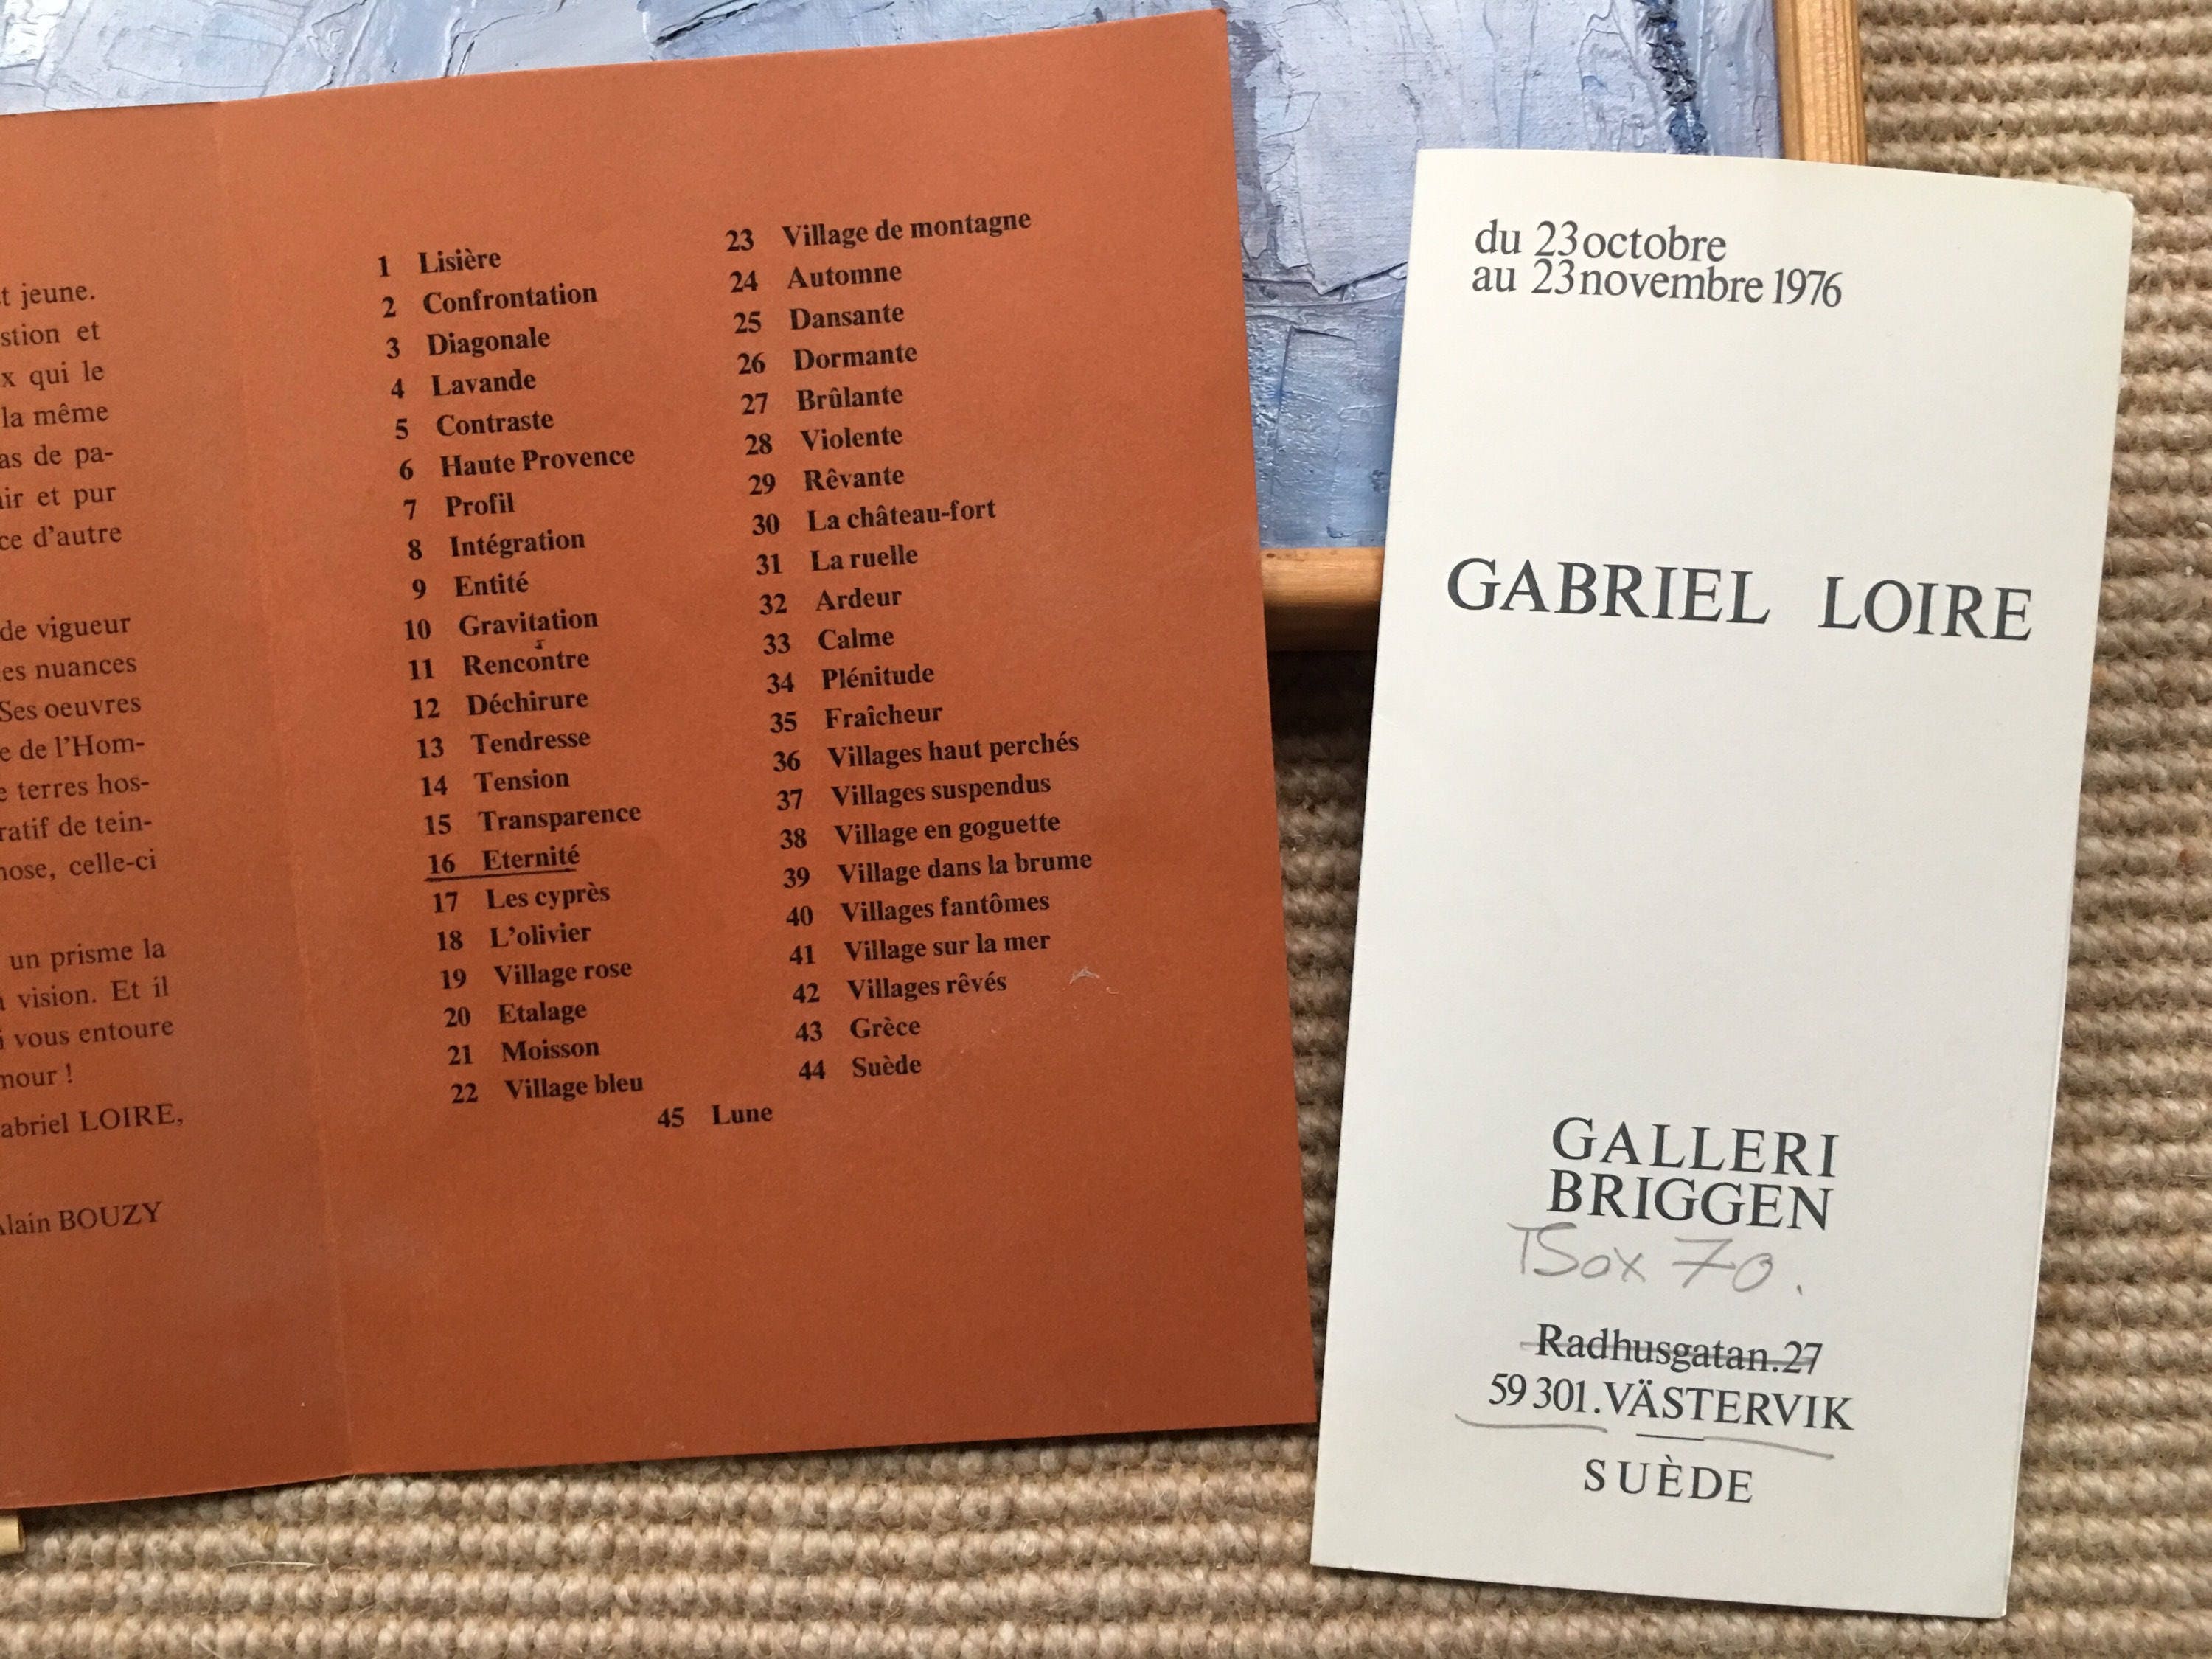 t jeune.
stion et
x qui le
la même
as de pa-
ir et pur
ce d'autre
de vigueur
es nuances
Ses oeuvres
e de l'Hom-
e terres hos-
ratif de tein-
nose, celle-ci
un prisme la
vision. Et il
i vous entoure
mour !
abriel LOIRE,
Alain BOUZY
1 Lisière
2 Confrontation
3 Diagonale
4 Lavande
5 Contraste
6 Haute Provence
7 Profil
8 Intégration
9 Entité
10 Gravitation
11 Rencontre
12 Déchirure
13 Tendresse
14 Tension
15 Transparence
16 Eternité
17 Les cyprès
18 L'olivier
19 Village rose
20 Etalage
21 Moisson
22 Village bleu
23 Village de montagne
24 Automne
25 Dansante
26 Dormante
27 Brûlante
28 Violente
29 Rêvante
30 La château-fort
31 La ruelle
32 Ardeur
33 Calme
34 Plénitude
35 Fraîcheur
36 Villages haut perchés
37 Villages suspendus
38 Village en goguette
39 Village dans la brume
40 Villages fantômes
41 Village sur la mer
42 Villages rêvés
43 Grèce
44 Suède
45 Lune
du 23 octobre
au 23 novembre 1976
GABRIEL LOIRE
GALLERI
BRIGGEN
Box 70.
Radhusgatan.27
59 301. VÄSTERVIK
SUÈDE